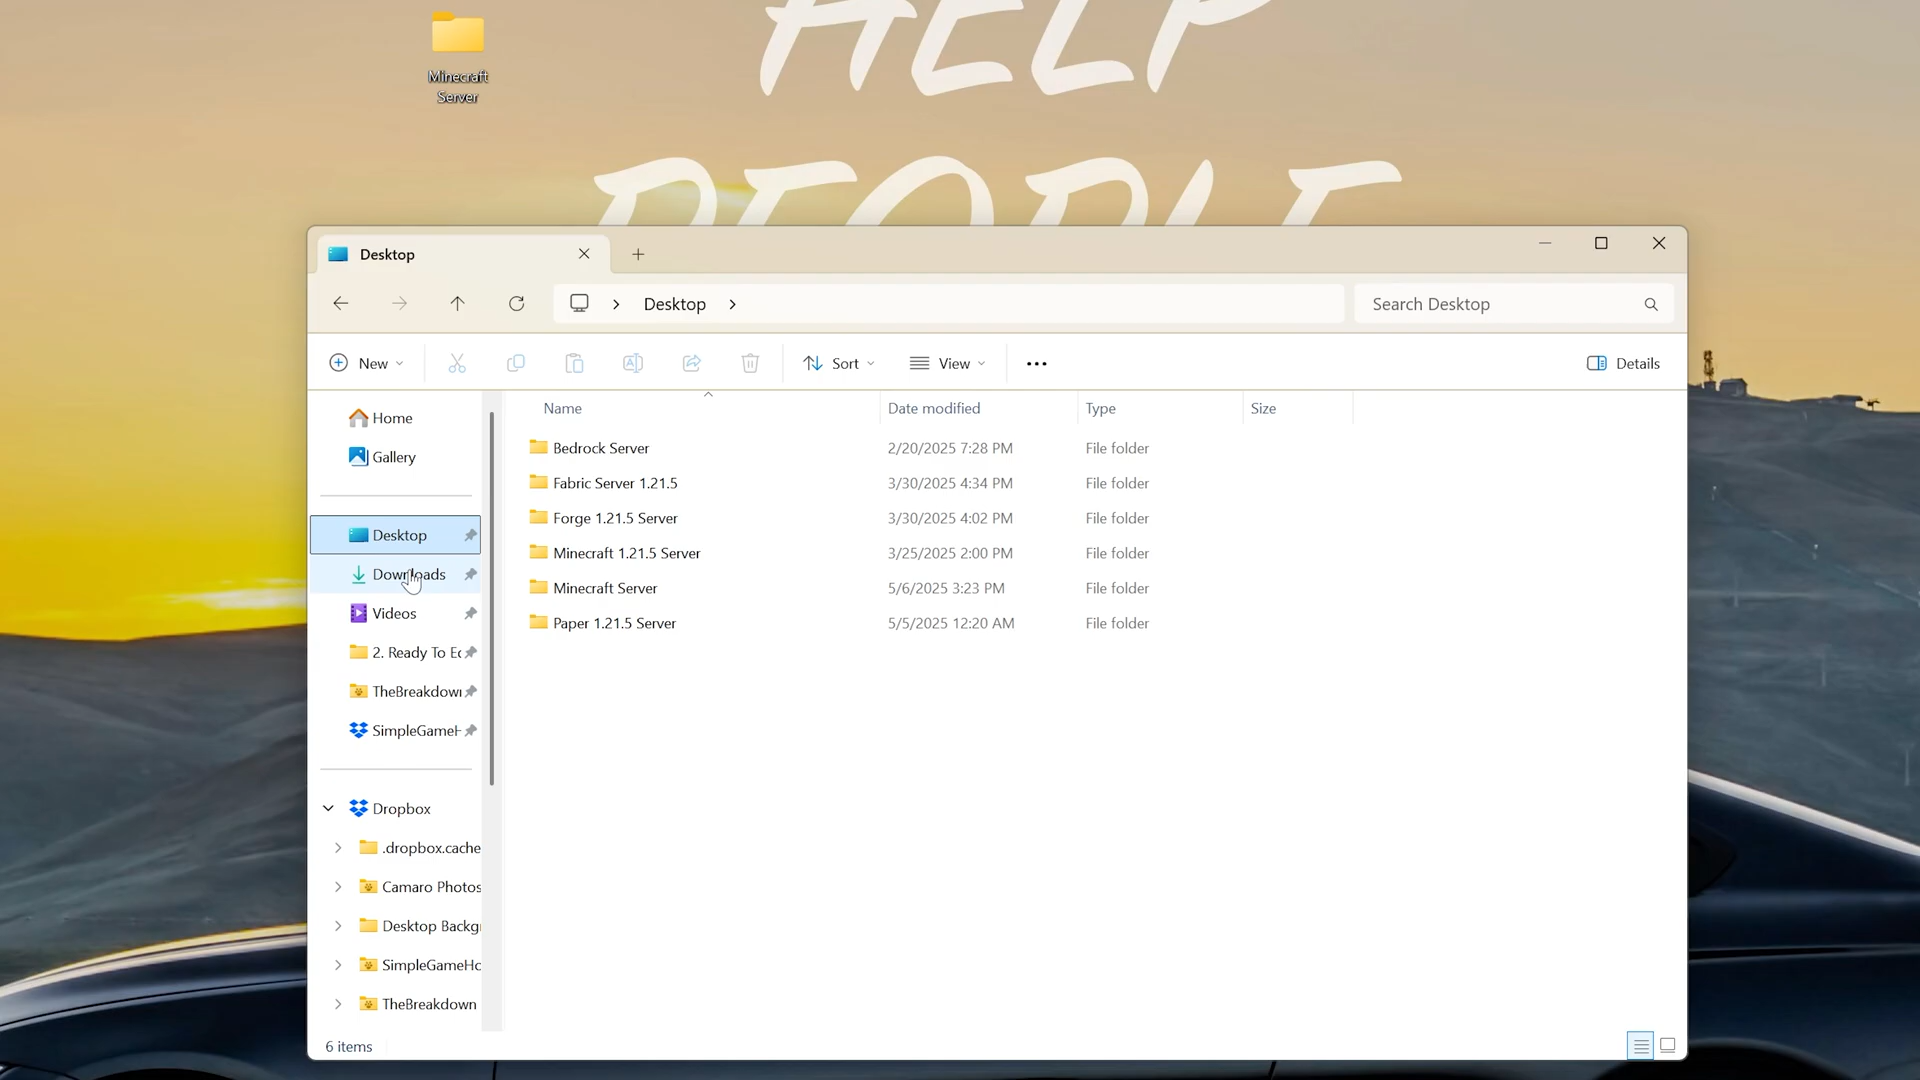 HELP
PEOPLE
Minecraft
Server
Desktop
Desktop
Search Desktop
New
Sort
View
Details
Home
Gallery
Desktop
Downloads
Videos
2. Ready To Ec
TheBreakdown
SimpleGameH
Dropbox
.dropbox.cache
Camaro Photos
Desktop Backg
SimpleGameHo
TheBreakdown
Name Date modified Type Size
Bedrock Server 2/20/2025 7:28 PM File folder
Fabric Server 1.21.5 3/30/2025 4:34 PM File folder
Forge 1.21.5 Server 3/30/2025 4:02 PM File folder
Minecraft 1.21.5 Server 3/25/2025 2:00 PM File folder
Minecraft Server 5/6/2025 3:23 PM File folder
Paper 1.21.5 Server 5/5/2025 12:20 AM File folder
6 items